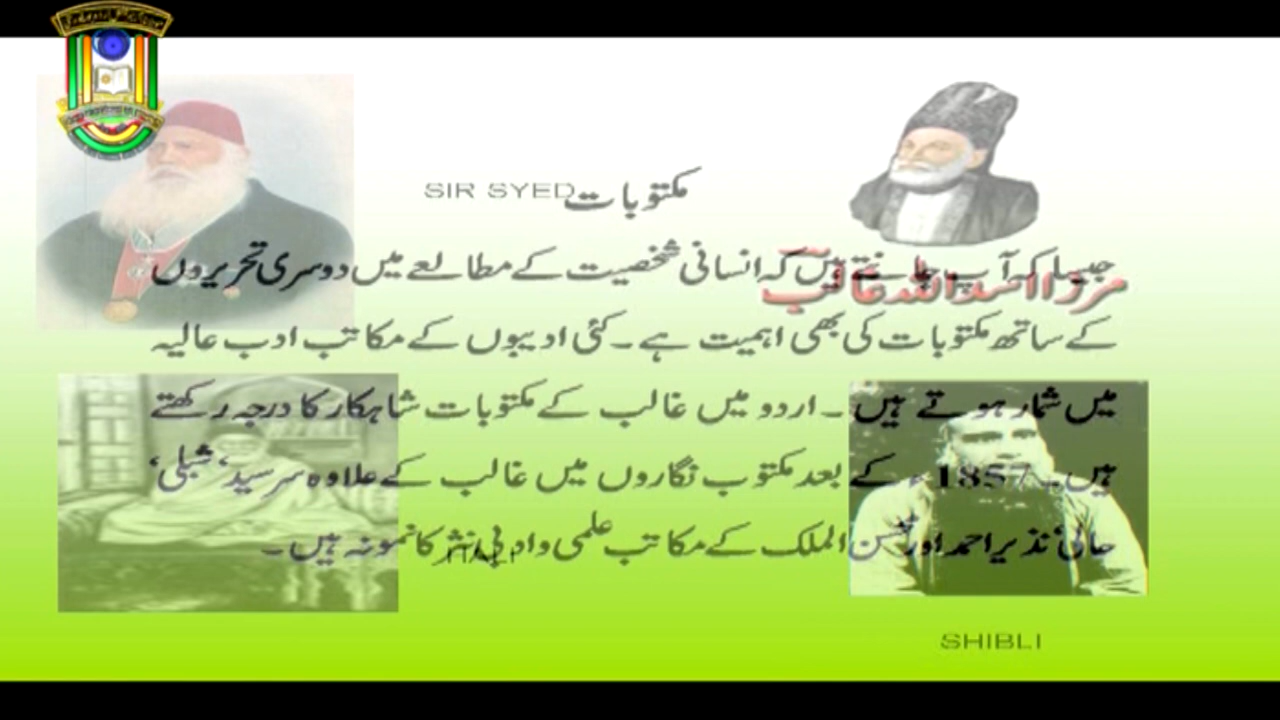 SIR SYED
مکتوبات
جیسا کہ آپ جانتے ہیں کہ انسانی شخصیت کے مطالعے میں دوسری تحریروں
مرزا اسد اللہ غالب
کے ساتھ مکتوبات کی بھی اہمیت ہے۔ کئی ادیبوں کے مکاتب ادب عالیہ
میں شمار ہوتے ہیں ۔ اردو میں غالب کے مکتوبات شاہکار کا درجہ رکھتے
ہیں۔ 1857ء کے بعد مکتوب نگاروں میں غالب کے علاوہ سرسید، شبلی،
حالی، نذیر احمد اور محسن الملک کے مکاتب علمی و ادبی نثر کا نمونہ ہیں۔
SHIBLI